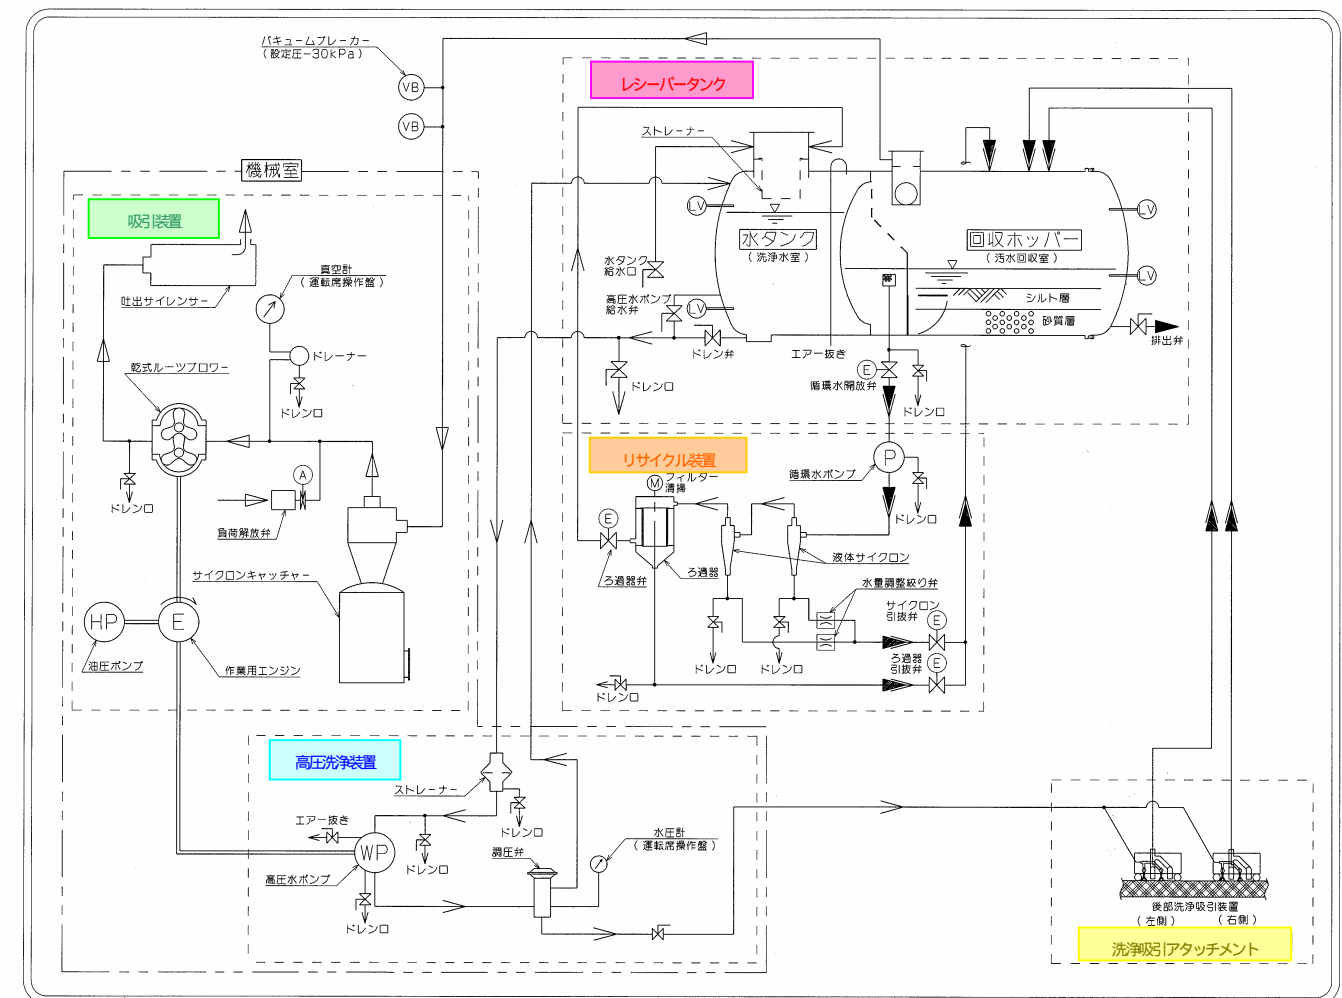 バキュームブレーカー
(設定圧-30kPa)
VB
VB
レシーバータンク
ストレーナー
機械室
吸引装置
LV
LV
水タンク
(洗浄水室)
回収ホッパー
(汚水回収室)
水タンク
給水口
LV
LV
真空計
(運転席操作盤)
吐出サイレンサー
高圧水ポンプ
給水弁
シルト層
砂質層
ドレン弁
エアー抜き
排出弁
ドレーナー
乾式ルーツブロワー
E
循環水開放弁
ドレン口
ドレン口
ドレン口
リサイクル装置
P
循環水ポンプ
A
M
フィルター
清掃
ドレン口
ドレン口
E
負荷解放弁
液体サイクロン
サイクロンキャッチャー
ろ過器弁
ろ過器
水量調整絞り弁
サイクロン
引抜弁
E
HP
E
ろ過器
引抜弁
E
油圧ポンプ
作業用エンジン
ドレン口
ドレン口
ドレン口
高圧洗浄装置
ストレーナー
エアー抜き
ドレン口
水圧計
(運転席操作盤)
WP
調圧弁
ドレン口
高圧水ポンプ
ドレン口
後部洗浄吸引装置
(左側)
(右側)
洗浄吸引アタッチメント